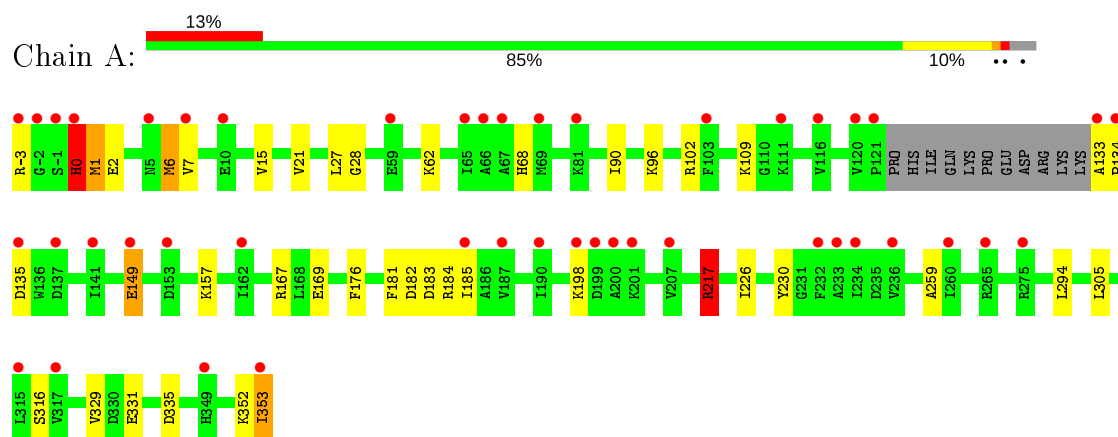 13%
Chain A:
85% 10%
R-3 G-2 S-1 H0 M1 E2 N5 M6 V7 E10 V15 V21 L27 G28 E59 K62 I65 A66 A67 H68 M69 K81 I90 K96 R102 F103 K109 G110 K111 V116 V120 P121 PRO HIS ILE GLN LYS PRO GLU ASP ARG LYS LYS A133 P134
D135 W136 D137 I141 E149 D153 K157 I162 R167 L168 E169 F176 F181 D182 D183 R184 I185 A186 V187 I190 K198 D199 A200 K201 V207 R217 I226 Y230 G231 F232 A233 I234 D235 V236 A259 I260 R265 R275 L294 L305
L315 S316 V317 V329 D330 E331 D335 H349 K352 I353